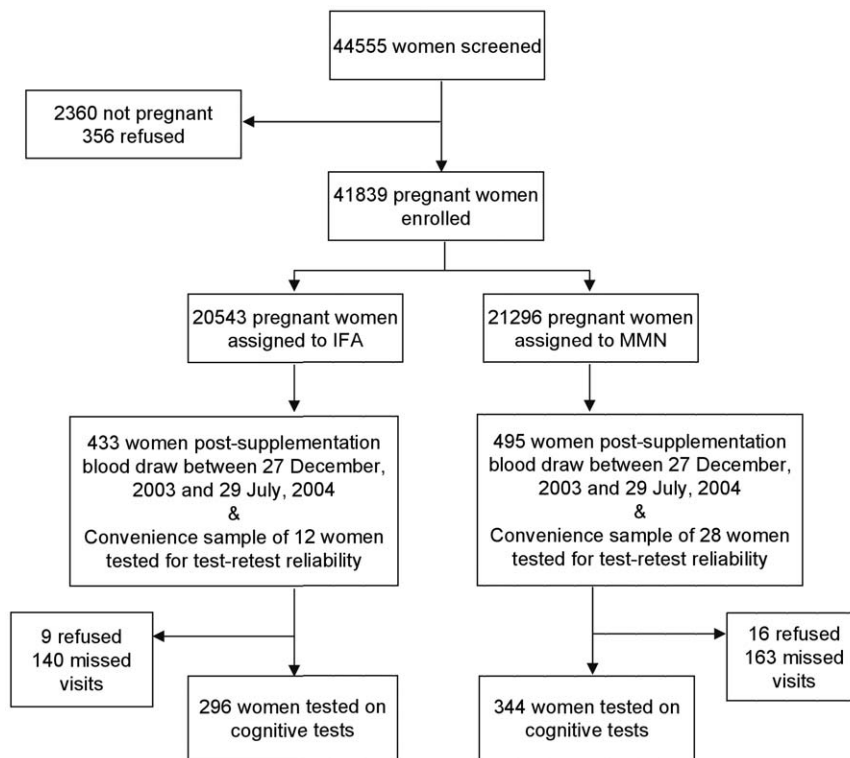 44555 women screened
2360 not pregnant
356 refused
41839 pregnant women
enrolled
20543 pregnant women
assigned to IFA
21296 pregnant women
assigned to MMN
433 women post-supplementation
blood draw between 27 December,
2003 and 29 July, 2004
&
Convenience sample of 12 women
tested for test-retest reliability
495 women post-supplementation
blood draw between 27 December,
2003 and 29 July, 2004
&
Convenience sample of 28 women
tested for test-retest reliability
9 refused
140 missed
visits
16 refused
163 missed
visits
296 women tested on
cognitive tests
344 women tested on
cognitive tests